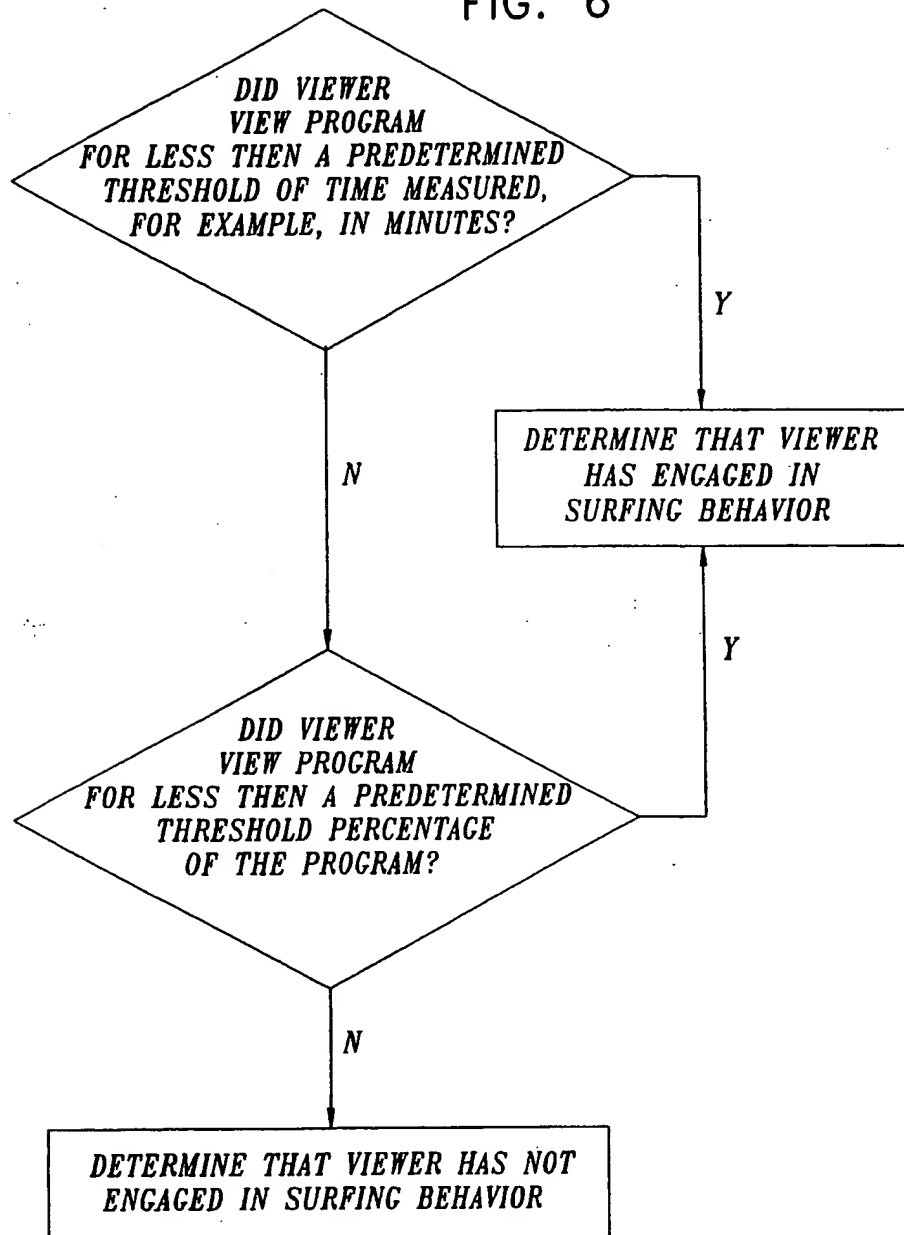 FIG. 6
DID VIEWER
VIEW PROGRAM
FOR LESS THEN A PREDETERMINED
THRESHOLD OF TIME MEASURED,
FOR EXAMPLE, IN MINUTES?
Y
DETERMINE THAT VIEWER
HAS ENGAGED IN
SURFING BEHAVIOR
N
Y
DID VIEWER
VIEW PROGRAM
FOR LESS THEN A PREDETERMINED
THRESHOLD PERCENTAGE
OF THE PROGRAM?
N
DETERMINE THAT VIEWER HAS NOT
ENGAGED IN SURFING BEHAVIOR